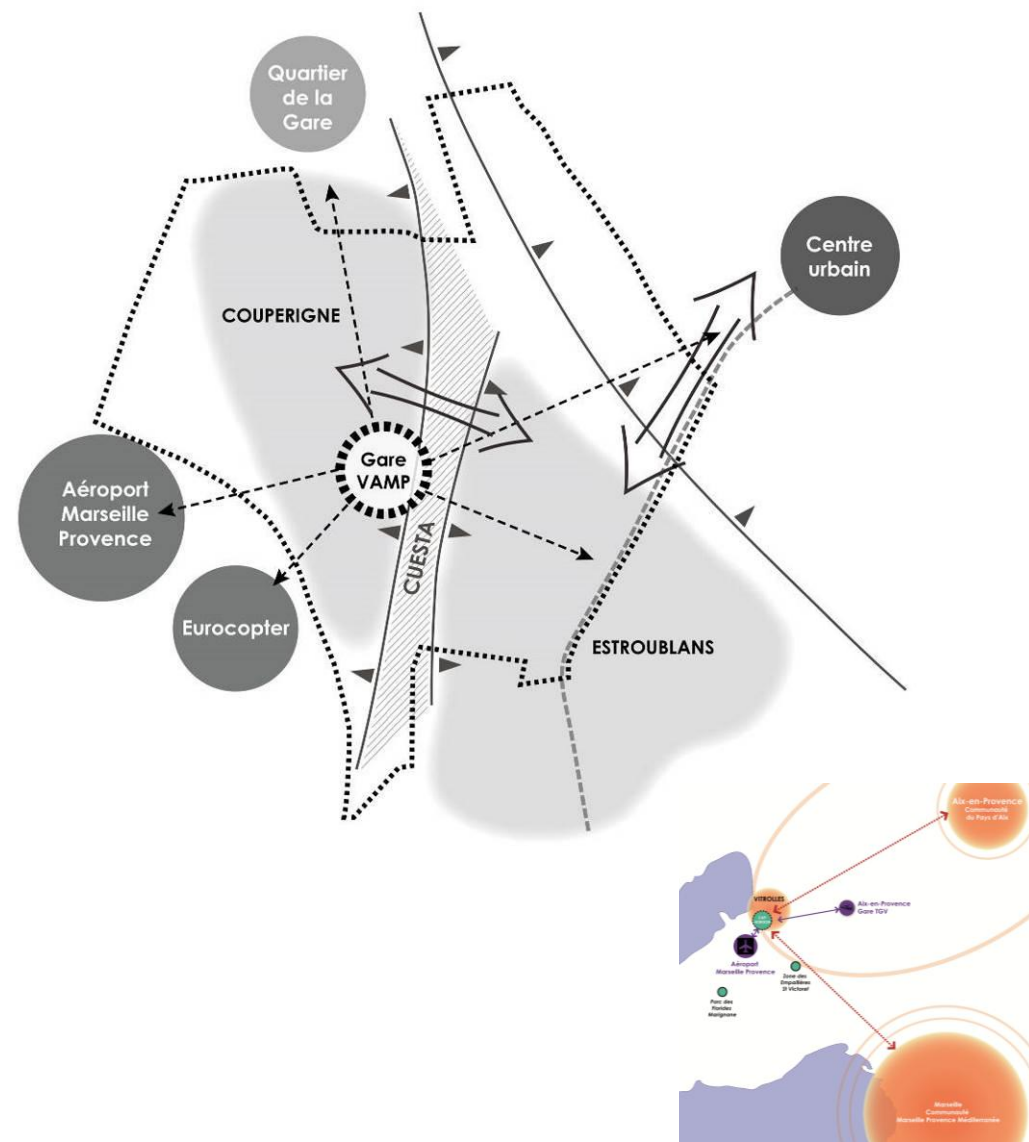 Quartier
de la
Gare
Centre
urbain
COUPERIGNE
Gare
VAMP
Aéroport
Marseille
Provence
CUESTA
Eurocopter
ESTROUBLANS
Aix-en-Provence
Communauté
du Pays d'Aix
VITROLLES
Aix-en-Provence
Gare TGV
Aéroport
Marseille Provence
Zone des
Empallières
St Victoret
Parc des
Florides
Marignane
Marseille
Communauté
Marseille Provence Méditerranée